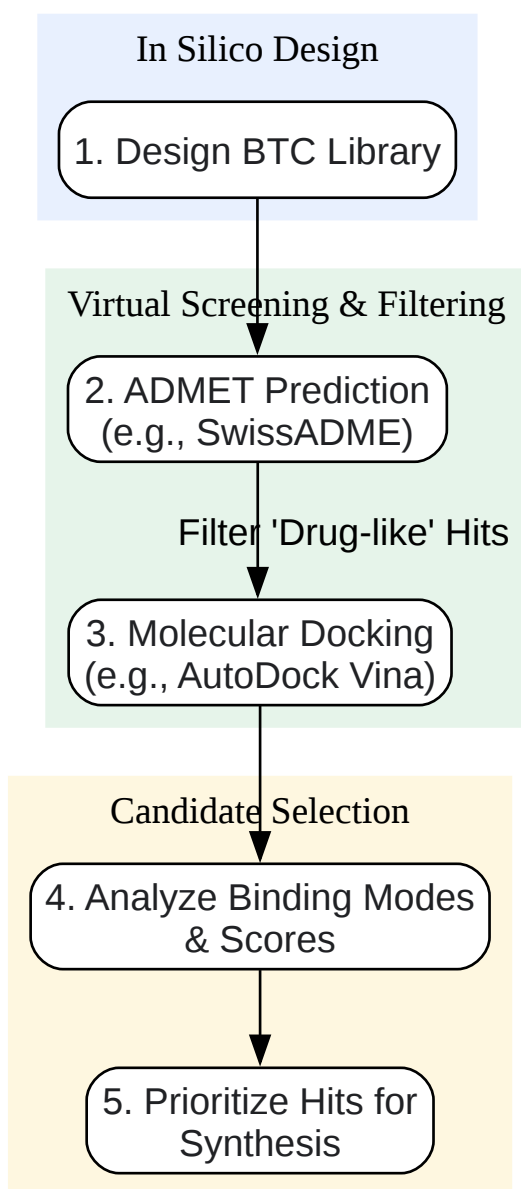 In Silico Design
1. Design BTC Library
Virtual Screening & Filtering
2. ADMET Prediction
(e.g., SwissADME)
Filter 'Drug-like' Hits
3. Molecular Docking
(e.g., AutoDock Vina)
Candidate Selection
4. Analyze Binding Modes
& Scores
5. Prioritize Hits for
Synthesis